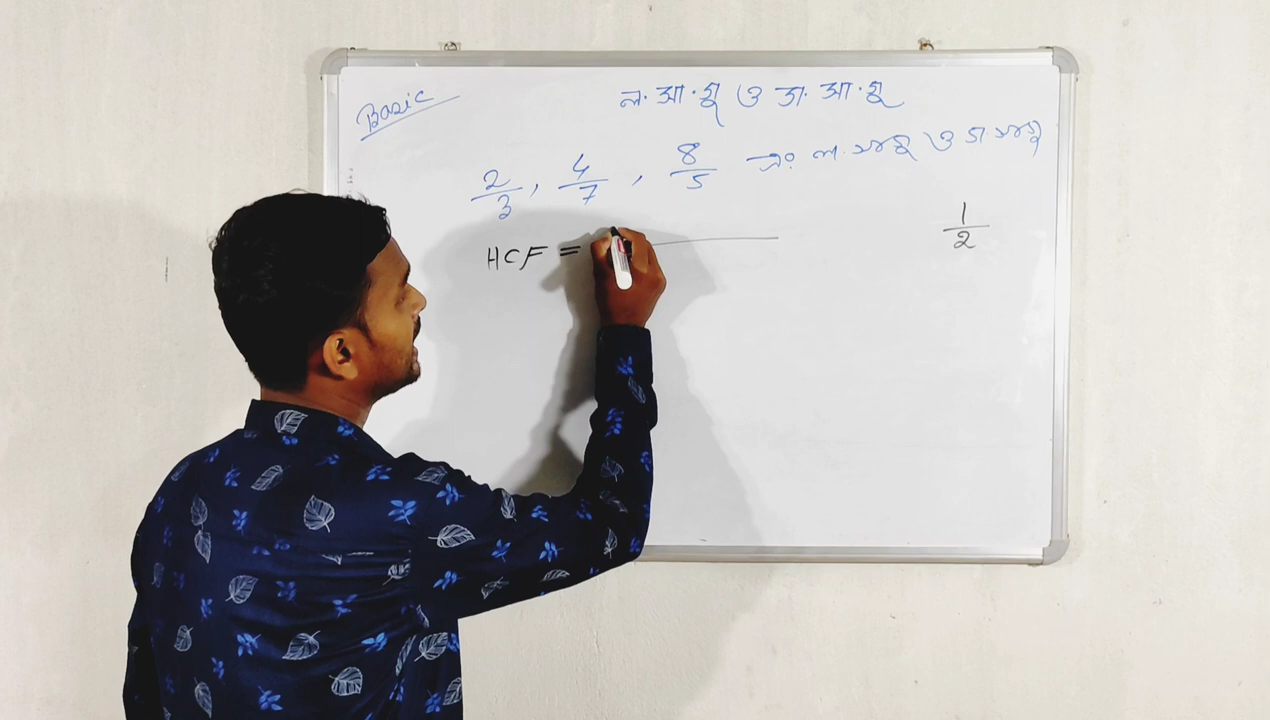 Basic
ল.সা.গু ও গ.সা.গু
2/3, 4/7, 8/5 এর ল.সা.গু ও গ.সা.গু
1/2
HCF =